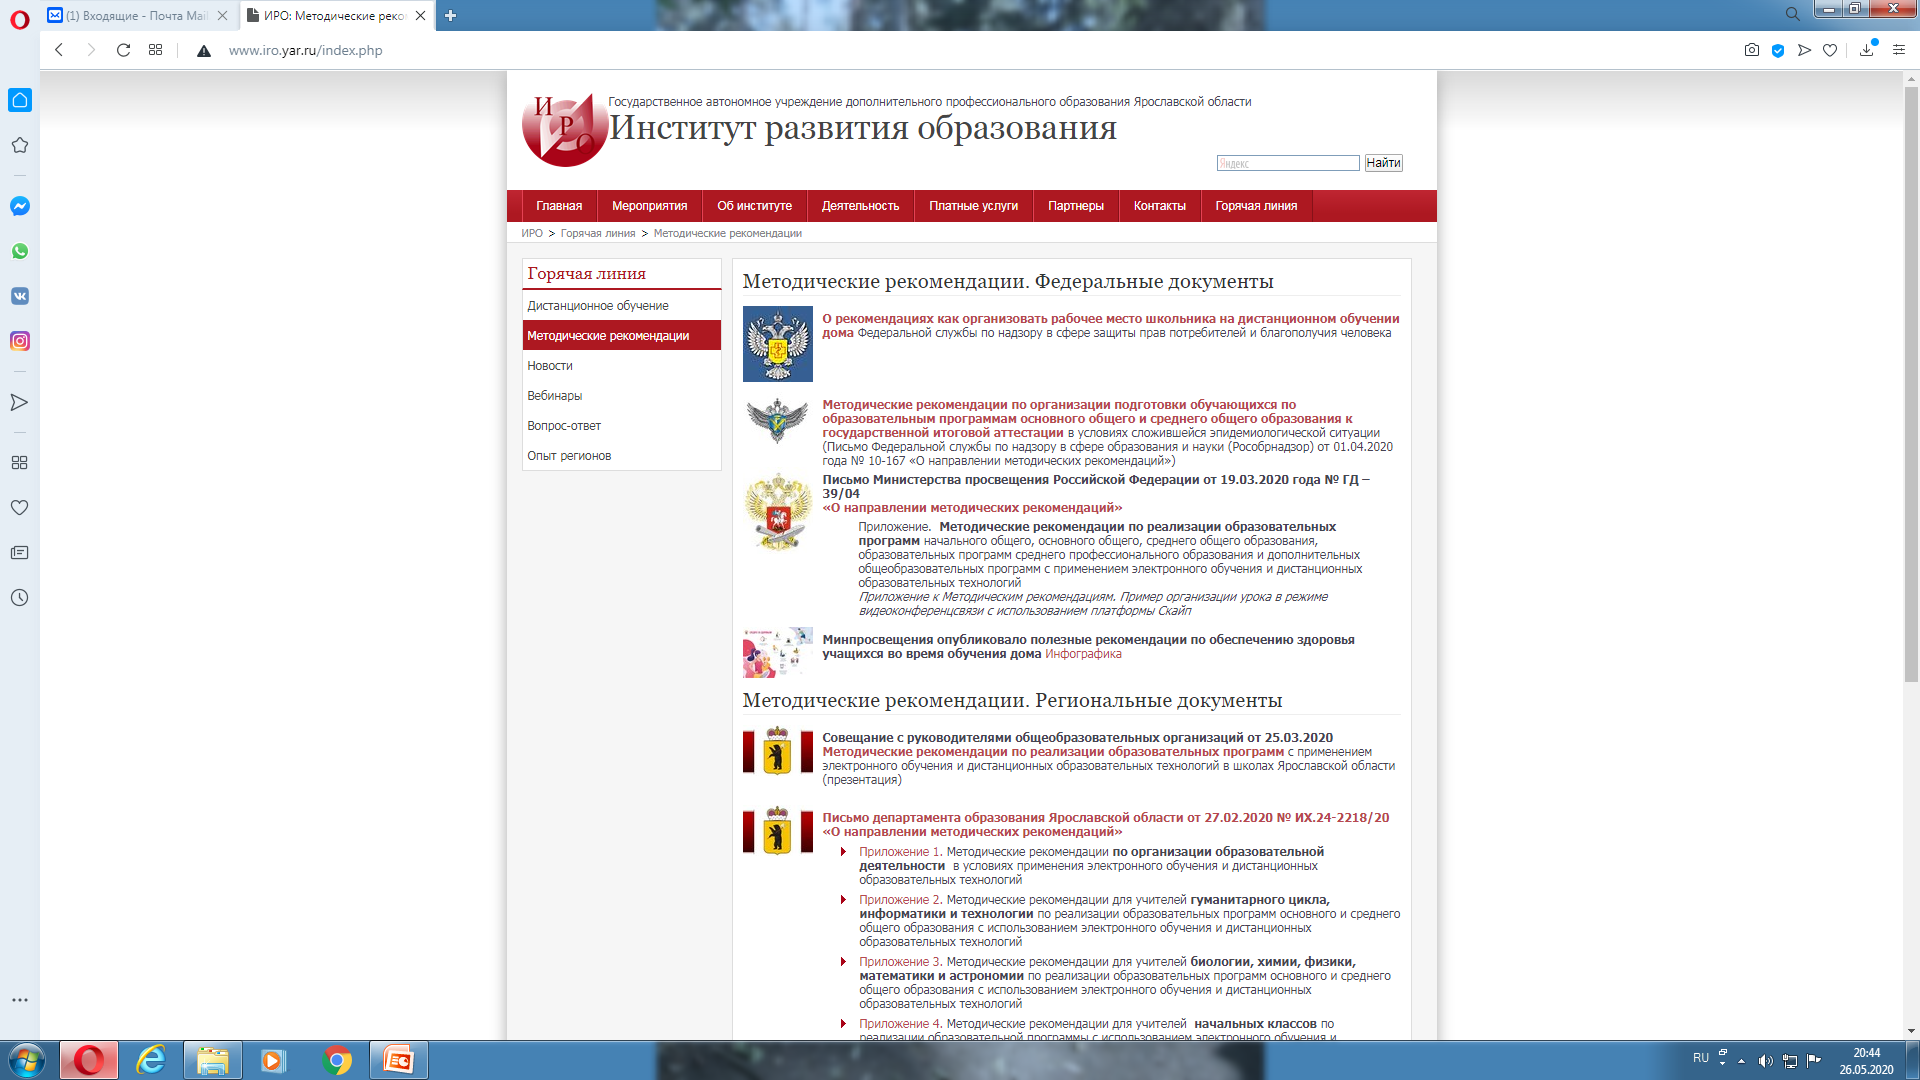 (1) Входящие - Почта Mail
ИРО: Методические реко
www.iro.yar.ru/index.php
И
Р
О
Государственное автономное учреждение дополнительного профессионального образования Ярославской области
Институт развития образования
Яндекс
Найти
Главная
Мероприятия
Об институте
Деятельность
Платные услуги
Партнеры
Контакты
Горячая линия
ИРО > Горячая линия > Методические рекомендации
Горячая линия
Дистанционное обучение
Методические рекомендации
Новости
Вебинары
Вопрос-ответ
Опыт регионов
Методические рекомендации. Федеральные документы
О рекомендациях как организовать рабочее место школьника на дистанционном обучении
дома Федеральной службы по надзору в сфере защиты прав потребителей и благополучия человека
Методические рекомендации по организации подготовки обучающихся по
образовательным программам основного общего и среднего общего образования к
государственной итоговой аттестации в условиях сложившейся эпидемиологической ситуации
(Письмо Федеральной службы по надзору в сфере образования и науки (Рособрнадзор) от 01.04.2020
года № 10-167 «О направлении методических рекомендаций»)
Письмо Министерства просвещения Российской Федерации от 19.03.2020 года № ГД –
39/04
«О направлении методических рекомендаций»
Приложение. Методические рекомендации по реализации образовательных
программ начального общего, основного общего, среднего общего образования,
образовательных программ среднего профессионального образования и дополнительных
общеобразовательных программ с применением электронного обучения и дистанционных
образовательных технологий
Приложение к Методическим рекомендациям. Пример организации урока в режиме
видеоконференцсвязи с использованием платформы Скайп
Минпросвещения опубликовало полезные рекомендации по обеспечению здоровья
учащихся во время обучения дома Инфографика
Методические рекомендации. Региональные документы
Совещание с руководителями общеобразовательных организаций от 25.03.2020
Методические рекомендации по реализации образовательных программ с применением
электронного обучения и дистанционных образовательных технологий в школах Ярославской области
(презентация)
Письмо департамента образования Ярославской области от 27.02.2020 № ИХ.24-2218/20
«О направлении методических рекомендаций»
Приложение 1. Методические рекомендации по организации образовательной
деятельности в условиях применения электронного обучения и дистанционных
образовательных технологий
Приложение 2. Методические рекомендации для учителей гуманитарного цикла,
информатики и технологии по реализации образовательных программ основного и среднего
общего образования с использованием электронного обучения и дистанционных
образовательных технологий
Приложение 3. Методические рекомендации для учителей биологии, химии, физики,
математики и астрономии по реализации образовательных программ основного и среднего
общего образования с использованием электронного обучения и дистанционных
образовательных технологий
Приложение 4. Методические рекомендации для учителей начальных классов по
реализации образовательной программы с использованием электронного обучения и
RU
20:44
26.05.2020